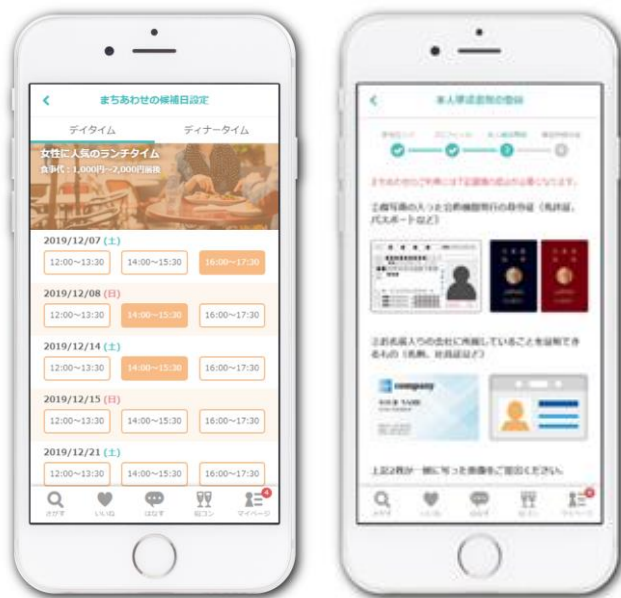 まちあわせの候補日設定
デイタイム
ディナータイム
女性に人気のランチタイム
食事代：1,000円～2,000円前後
2019/12/07 (土)
12:00～13:30
14:00～15:30
16:00～17:30
2019/12/08 (日)
12:00～13:30
14:00～15:30
16:00～17:30
2019/12/14 (土)
12:00～13:30
14:00～15:30
16:00～17:30
2019/12/15 (日)
12:00～13:30
14:00～15:30
16:00～17:30
2019/12/21 (土)
12:00～13:30
14:00～15:30
16:00～17:30
さがす
いいね
はなす
街コン
マイページ
4
①顔写真の入った公的機関発行の身分証（免許証、
パスポートなど）
②お名前入りの会社に所属していることを証明でき
るもの（名刺、社員証など）
company
上記2枚が一緒に写った画像をご提出ください。